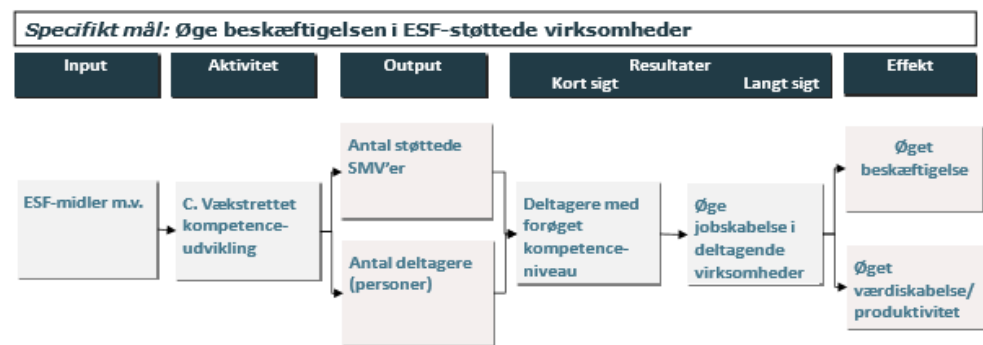 Specifikt mål: Øge beskæftigelsen i ESF-støttede virksomheder
Input
Aktivitet
Output
Resultater
Kort sigt
Langt sigt
Effekt
ESF-midler m.v.
C. Vækstrettet
kompetence-
udvikling
Antal støttede
SMV'er
Antal deltagere
(personer)
Deltagere med
forøget
kompetence-
niveau
Øge
jobskabelse i
deltagende
virksomheder
Øget
beskæftigelse
Øget
værdiskabelse/
produktivitet